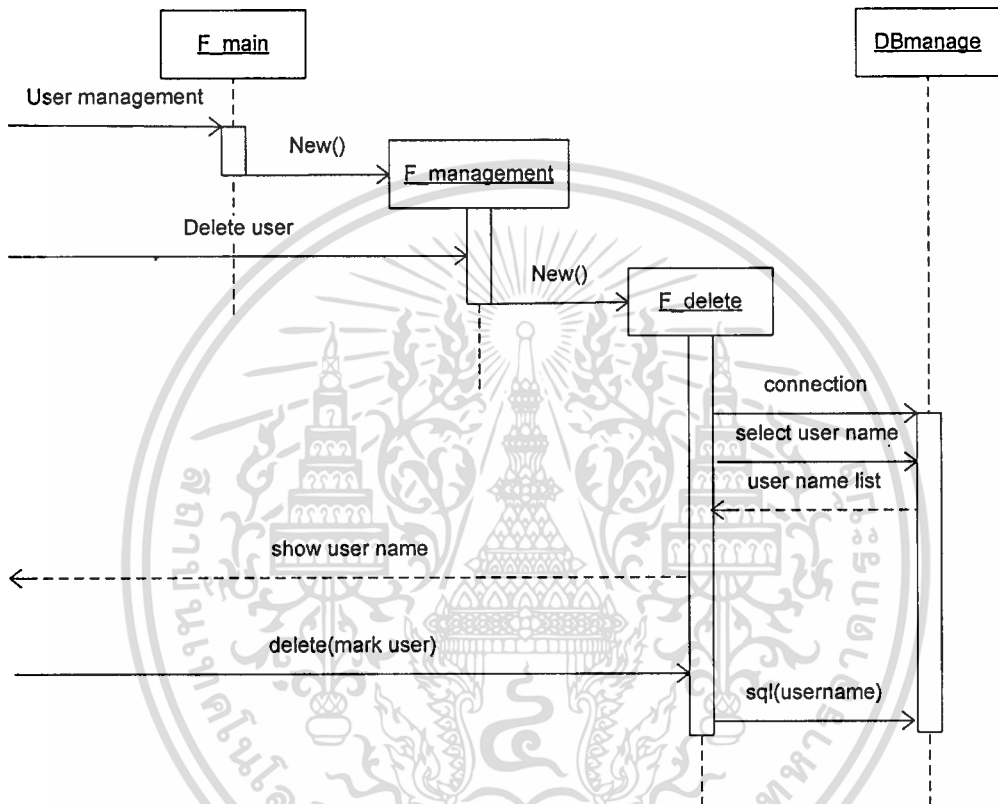 F_main
DBmanage
User management
New()
F_management
Delete user
New()
F_delete
connection
select user name
user name list
show user name
delete(mark user)
sql(username)